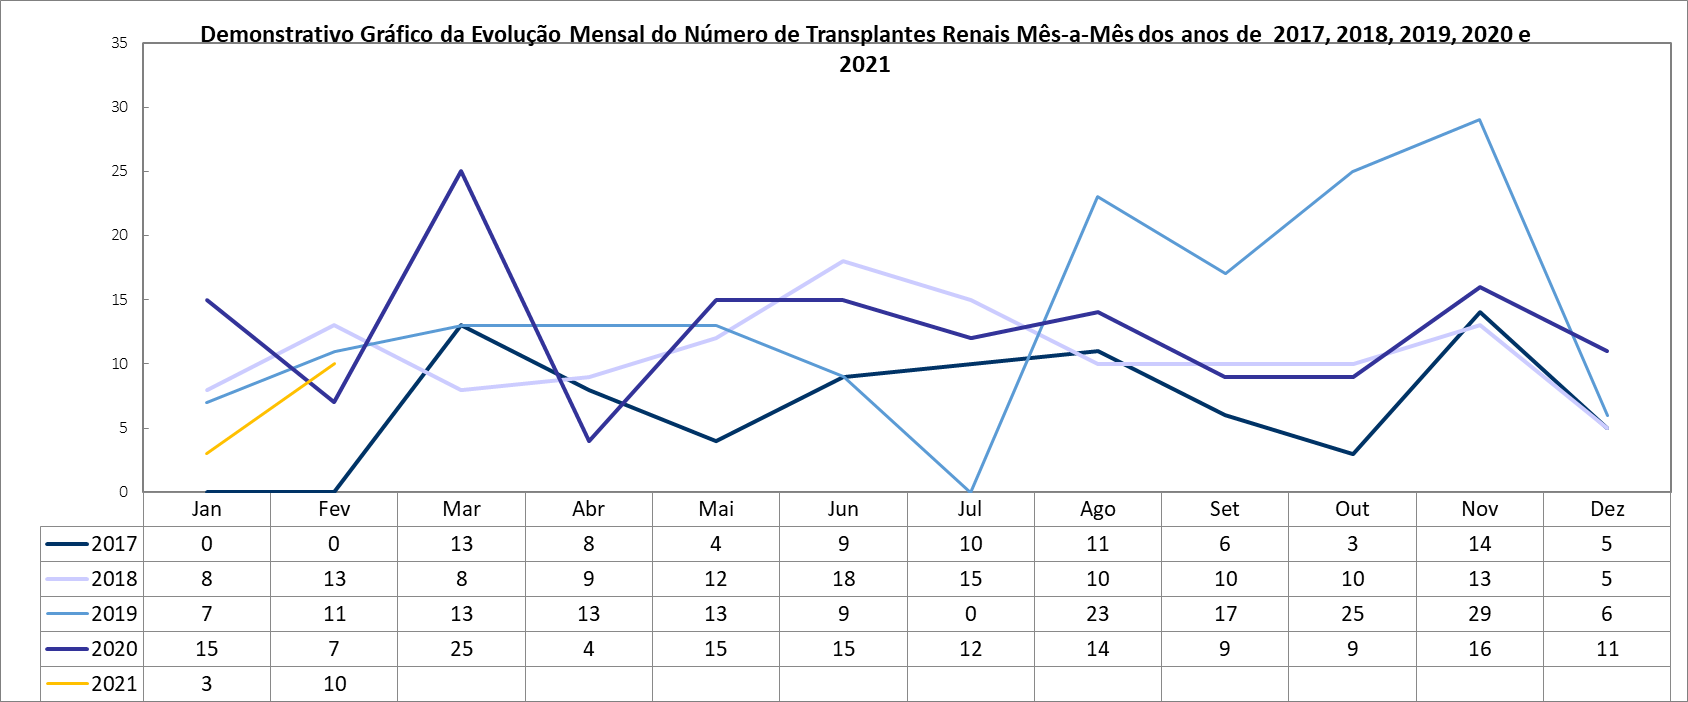 Demonstrativo Gráfico da Evolução Mensal do Número de Transplantes Renais Mês-a-Mês dos anos de 2017, 2018, 2019, 2020 e
2021
35
30
25
20
15
10
5
0
Jan Fev Mar Abr Mai Jun Jul Ago Set Out Nov Dez
2017 0 0 13 8 4 9 10 11 6 3 14 5
2018 8 13 8 9 12 18 15 10 10 10 13 5
2019 7 11 13 13 13 9 0 23 17 25 29 6
2020 15 7 25 4 15 15 12 14 9 9 16 11
2021 3 10